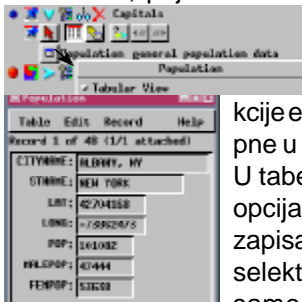 Capitals
Population general population data
Population
✓ Tabular View
Population
Table Edit Record Help
Record 1 of 48 (1/1 attached)
CITYNAME: ALBANY, NY
STNAME: NEW YORK
LAT: 42704168
LONG: -73862473
POP: 101082
MALEPOP: 47444
FEMPOP: 53638
kcije e
pne u
U tabe
opcija
zapisa
selekt